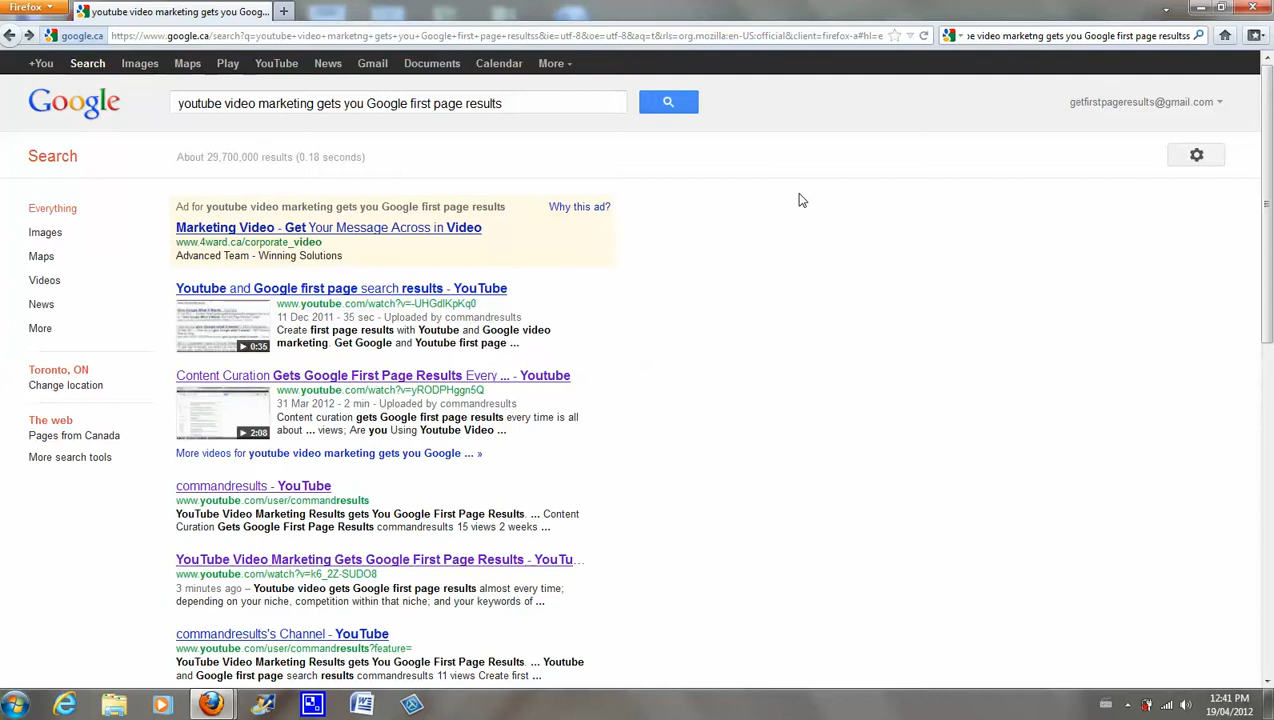 Firefox
youtube video marketing gets you Goog...
google.ca
https://www.google.ca/search?q=youtube+video+marketng+gets+you+Google+first+page+resultss&ie=utf-8&oe=utf-8&aq=t&rls=org.mozilla:en-US:official&client=firefox-a#hl=e
be video marketing gets you Google first page resultss
+You Search Images Maps Play YouTube News Gmail Documents Calendar More
Google
youtube video marketing gets you Google first page results
getfirstpageresults@gmail.com
Search
About 29,700,000 results (0.18 seconds)
Everything
Images
Maps
Videos
News
More
Toronto, ON
Change location
The web
Pages from Canada
More search tools
Ad for youtube video marketing gets you Google first page results
Why this ad?
Marketing Video - Get Your Message Across in Video
www.4ward.ca/corporate_video
Advanced Team - Winning Solutions
Youtube and Google first page search results - YouTube
www.youtube.com/watch?v=-UHGdlKpKq0
11 Dec 2011 - 35 sec - Uploaded by commandresults
Create first page results with Youtube and Google video
marketing. Get Google and Youtube first page ...
0:35
Content Curation Gets Google First Page Results Every ... - Youtube
www.youtube.com/watch?v=yRODPHggn5Q
31 Mar 2012 - 2 min - Uploaded by commandresults
Content curation gets Google first page results every time is all
about ... views; Are you Using Youtube Video ...
2:08
More videos for youtube video marketing gets you Google ... »
commandresults - YouTube
www.youtube.com/user/commandresults
YouTube Video Marketing Results gets You Google First Page Results. ... Content
Curation Gets Google First Page Results commandresults 15 views 2 weeks ...
YouTube Video Marketing Gets Google First Page Results - YouTu...
www.youtube.com/watch?v=k6_2Z-SUDO8
3 minutes ago – Youtube video gets Google first page results almost every time;
depending on your niche, competition within that niche; and your keywords of ...
commandresults's Channel - YouTube
www.youtube.com/user/commandresults?feature=
YouTube Video Marketing Results gets You Google First Page Results. ... Youtube
and Google first page search results commandresults 11 views Create first ...
12:41 PM
19/04/2012